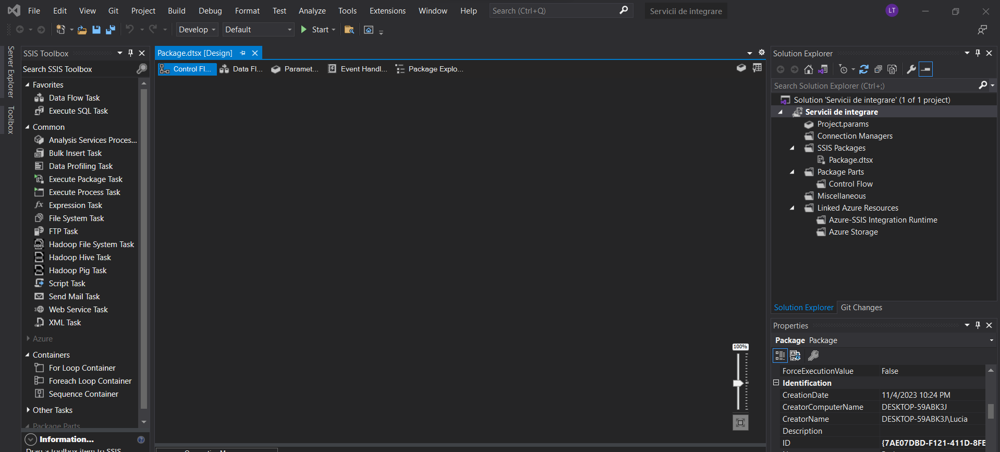 File Edit View Git Project Build Debug Format Test Analyze Tools Extensions Window Help Search (Ctrl+Q) Servicii de integrare LT
Develop Default Start
Server Explorer
Toolbox
SSIS Toolbox
Search SSIS Toolbox
Favorites
Data Flow Task
Execute SQL Task
Common
Analysis Services Proces...
Bulk Insert Task
Data Profiling Task
Execute Package Task
Execute Process Task
Expression Task
File System Task
FTP Task
Hadoop File System Task
Hadoop Hive Task
Hadoop Pig Task
Script Task
Send Mail Task
Web Service Task
XML Task
Azure
Containers
For Loop Container
Foreach Loop Container
Sequence Container
Other Tasks
Package Parts
Information...
Drag a toolbox item to SSIS
Package.dtsx [Design]
Control Fl... Data Fl... Paramet... Event Handl... Package Explo...
100%
Solution Explorer
Search Solution Explorer (Ctrl+;)
Solution 'Servicii de integrare' (1 of 1 project)
Servicii de integrare
Project.params
Connection Managers
SSIS Packages
Package.dtsx
Package Parts
Control Flow
Miscellaneous
Linked Azure Resources
Azure-SSIS Integration Runtime
Azure Storage
Solution Explorer Git Changes
Properties
Package Package
ForceExecutionValue False
Identification
CreationDate 11/4/2023 10:24 PM
CreatorComputerName DESKTOP-59ABK3J
CreatorName DESKTOP-59ABK3J\Lucia
Description
ID {7AE07DBD-F121-411D-8FE